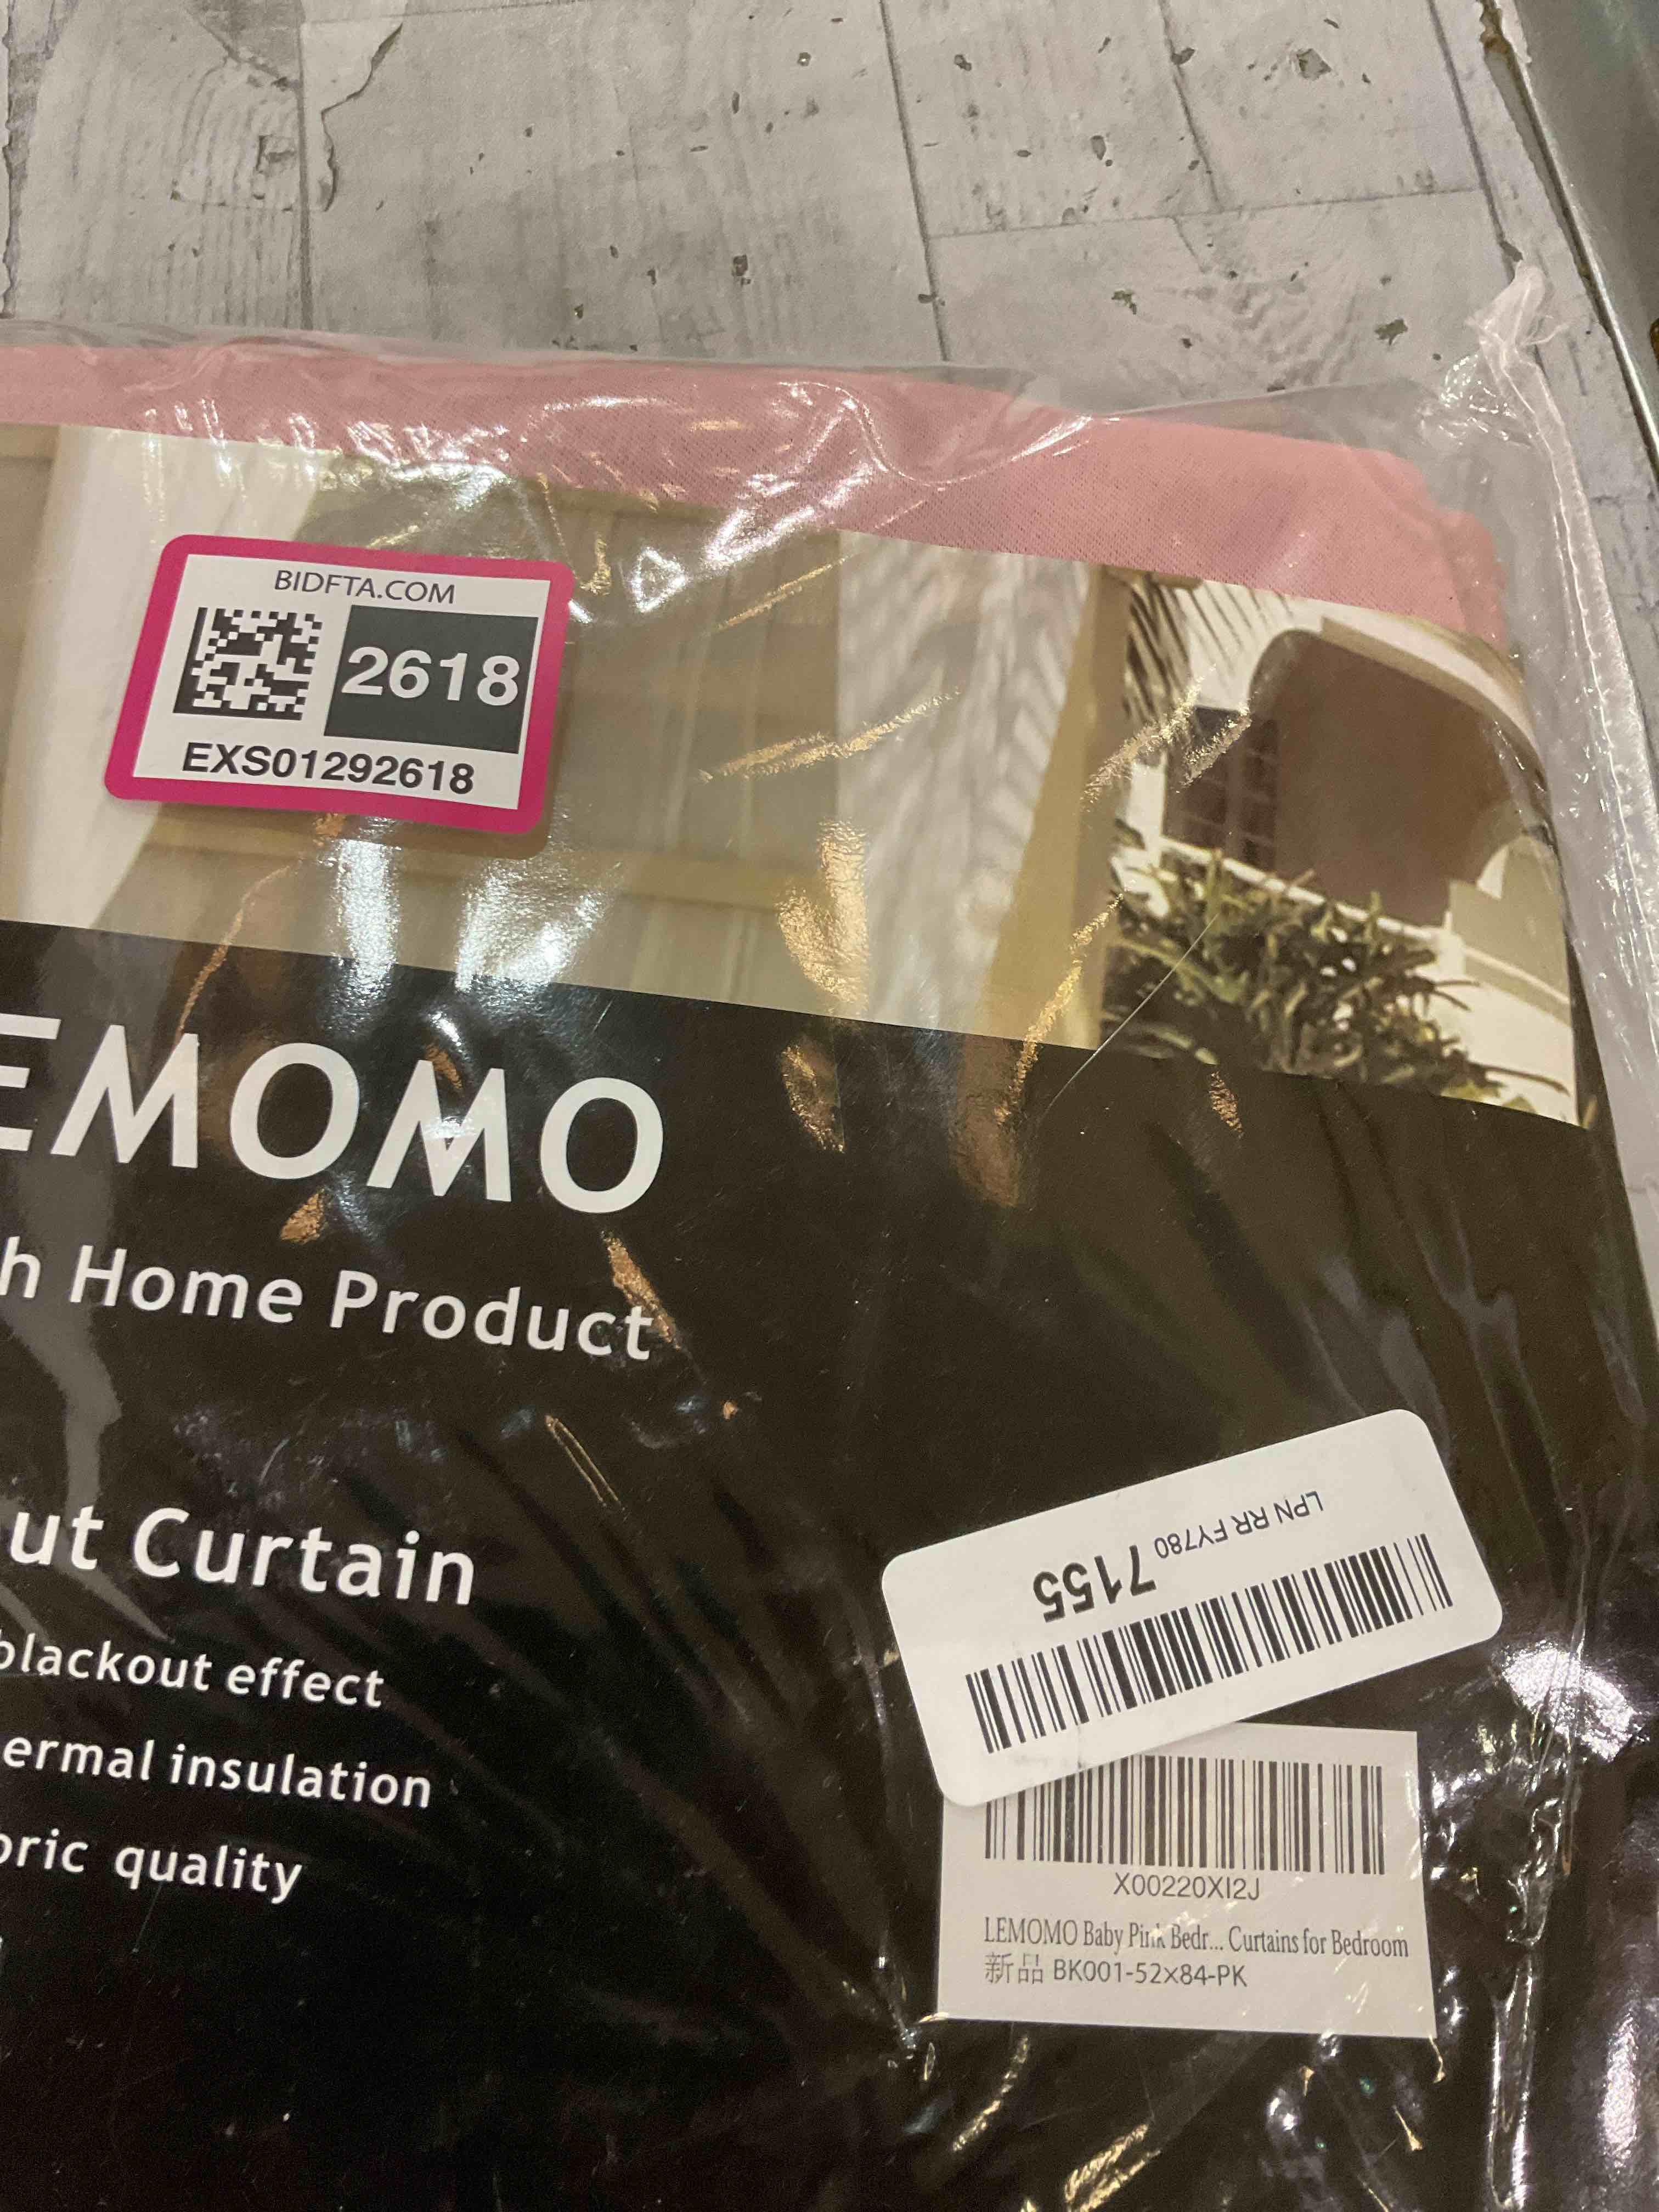 BIDFTA.COM
2618
EXS01292618
EMOMO
h Home Product
ut Curtain
blackout effect
ermal insulation
bric quality
LPN RR FY780 7155
X00220XI2J
LEMOMO Baby Pink Bedr... Curtains for Bedroom
新品 BK001-52x84-PK